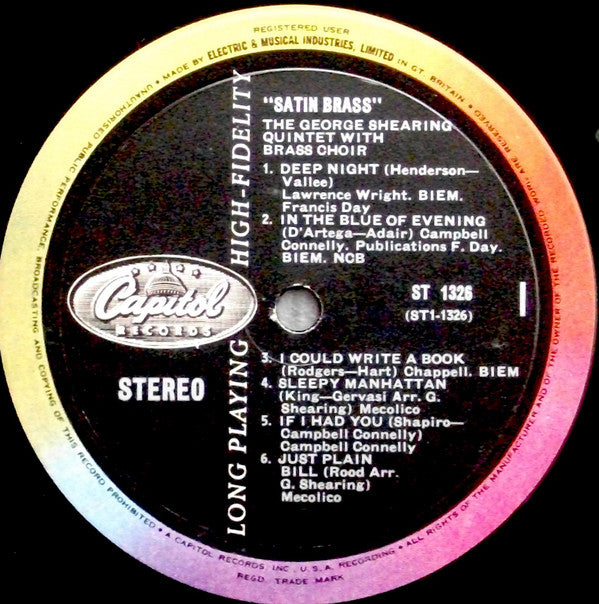 REGISTERED USER
• MADE BY ELECTRIC & MUSICAL INDUSTRIES, LIMITED IN GT. BRITAIN •
ALL RIGHTS OF THE MANUFACTURER AND OF THE OWNER OF THE RECORDED WORK ARE RESERVED
UNAUTHORISED PUBLIC PERFORMANCE, BROADCASTING AND COPYING OF THIS RECORD PROHIBITED •
• A CAPITOL RECORDS, INC., U.S.A. RECORDING •
REGD. TRADE MARK
LONG PLAYING HIGH-FIDELITY
"SATIN BRASS"
THE GEORGE SHEARING
QUINTET WITH
BRASS CHOIR
1. DEEP NIGHT (Henderson—
Vallee)
Lawrence Wright. BIEM.
Francis Day
2. IN THE BLUE OF EVENING
(D'Artega—Adair) Campbell
Connelly. Publications F. Day.
BIEM. NCB
Capitol
RECORDS
ST 1326
(ST1-1326)
1
STEREO
3. I COULD WRITE A BOOK
(Rodgers—Hart) Chappell. BIEM
4. SLEEPY MANHATTAN
(King—Gervasi Arr. G.
Shearing) Mecolico
5. IF I HAD YOU (Shapiro—
Campbell Connelly)
Campbell Connelly
6. JUST PLAIN
BILL (Rood Arr.
G. Shearing)
Mecolico